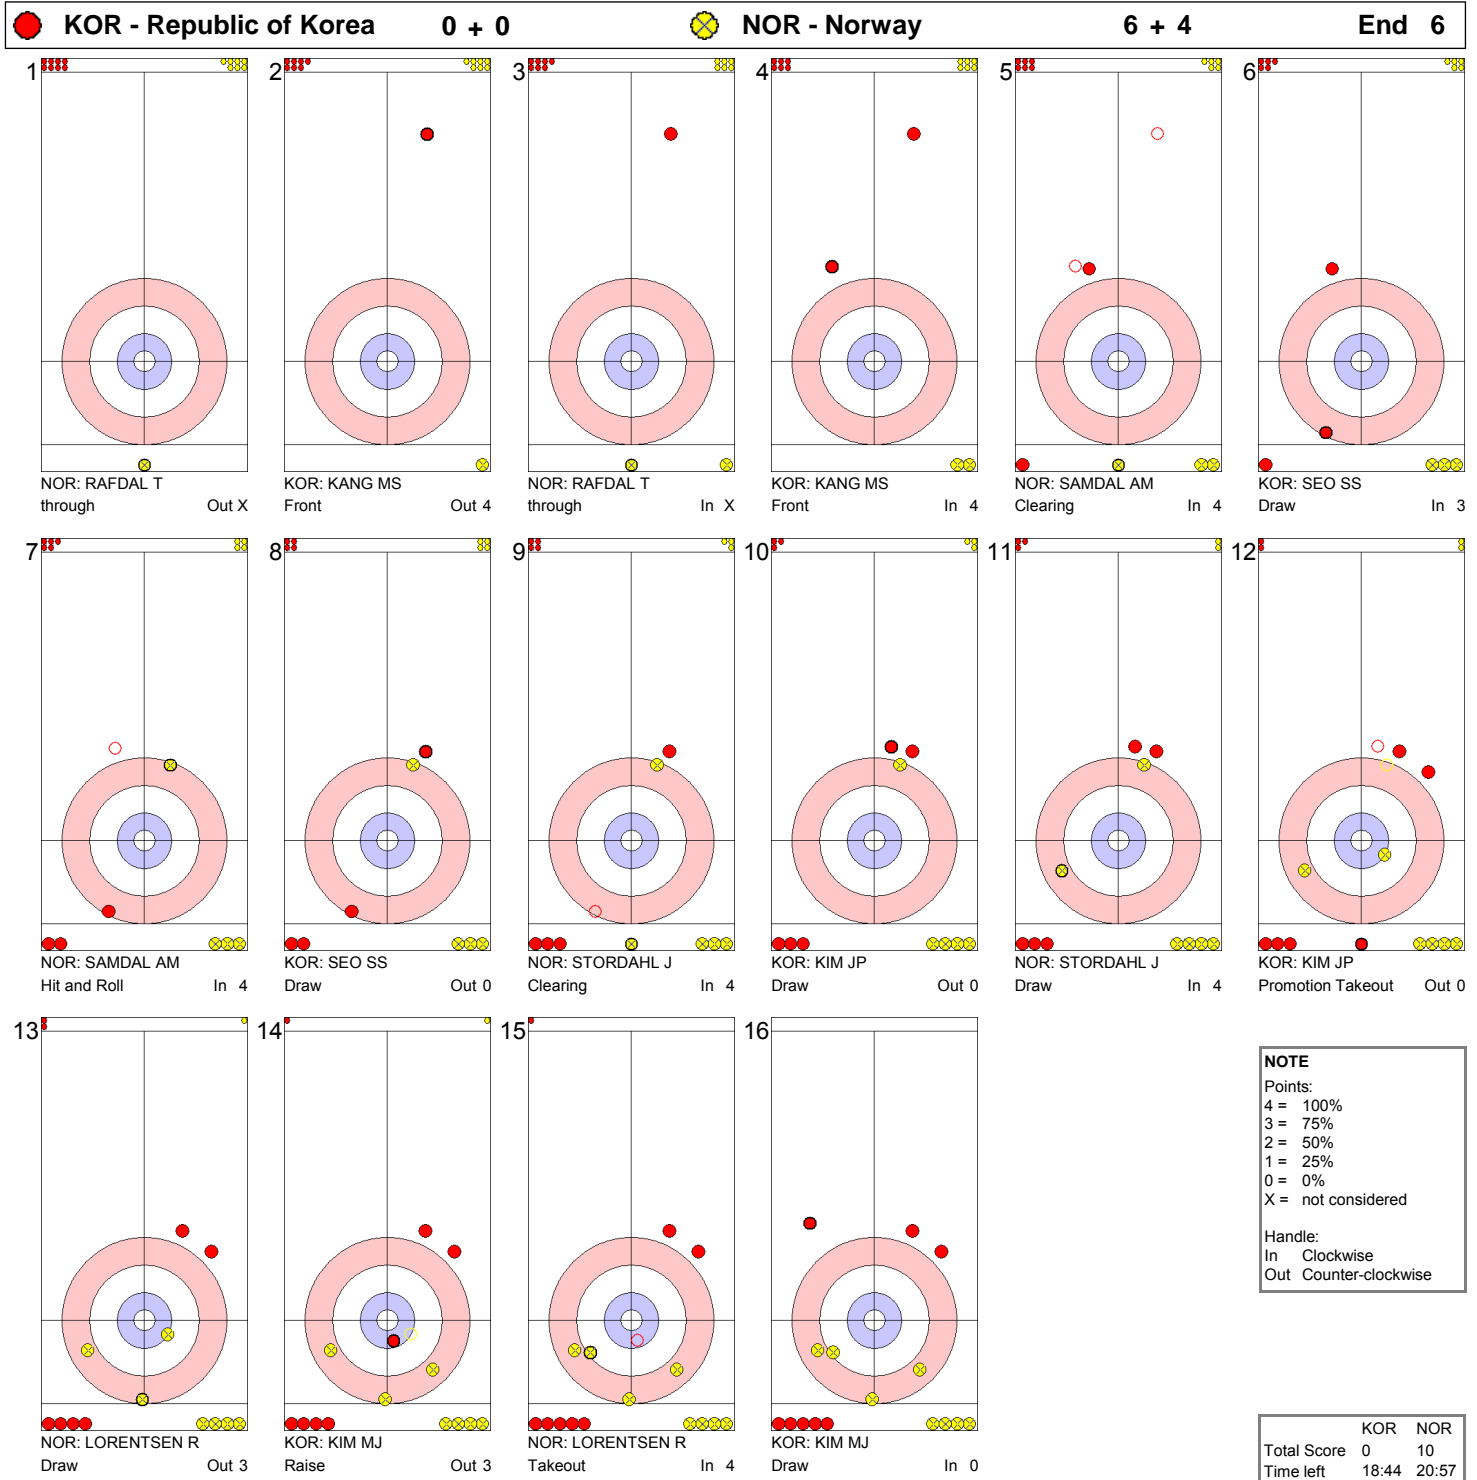 KOR - Republic of Korea 0 + 0 NOR - Norway 6 + 4 End 6
1 2 3 4 5 6
NOR: RAFDAL T KOR: KANG MS NOR: RAFDAL T KOR: KANG MS NOR: SAMDAL AM KOR: SEO SS
through Out X Front Out 4 through In X Front In 4 Clearing In 4 Draw In 3
7 8 9 10 11 12
NOR: SAMDAL AM KOR: SEO SS NOR: STORDAHL J KOR: KIM JP NOR: STORDAHL J KOR: KIM JP
Hit and Roll In 4 Draw Out 0 Clearing In 4 Draw Out 0 Draw In 4 Promotion Takeout Out 0
13 14 15 16
NOR: LORENTSEN R KOR: KIM MJ NOR: LORENTSEN R KOR: KIM MJ
Draw Out 3 Raise Out 3 Takeout In 4 Draw In 0
NOTE
Points:
4 = 100%
3 = 75%
2 = 50%
1 = 25%
0 = 0%
X = not considered
Handle:
In Clockwise
Out Counter-clockwise
KOR NOR
Total Score 0 10
Time left 18:44 20:57